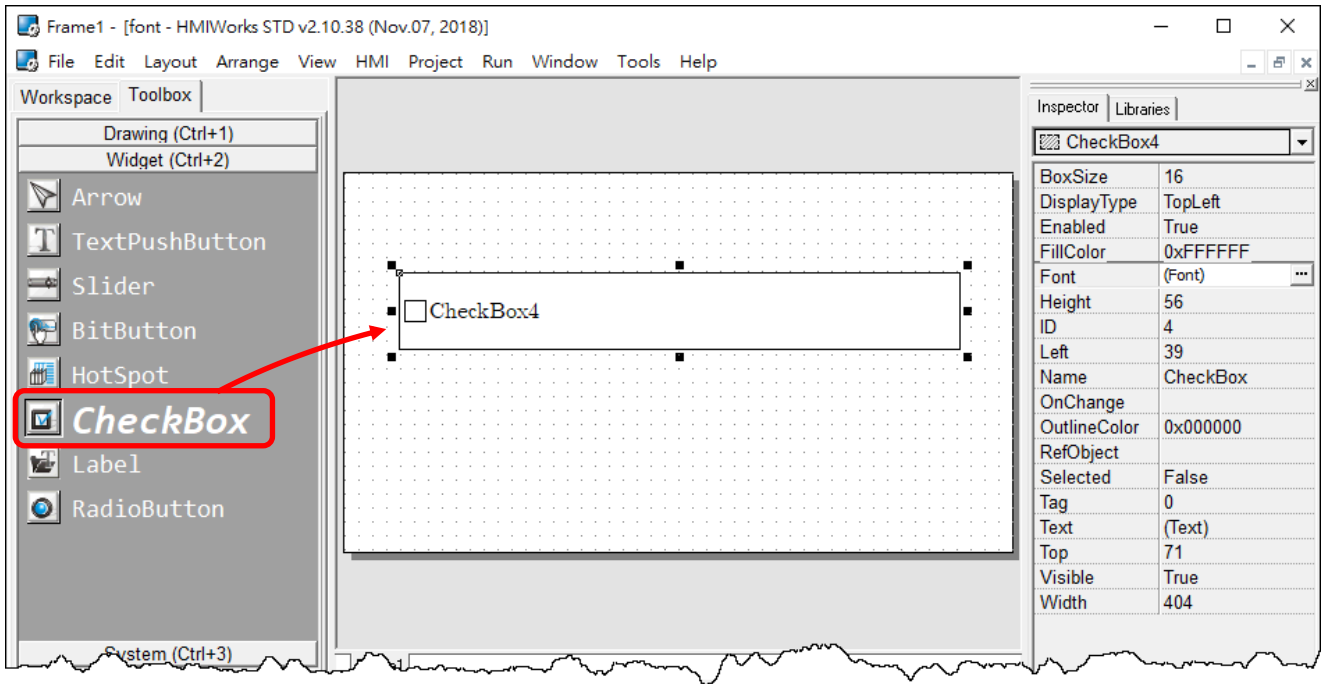 Frame1 - [font - HMIWorks STD v2.10.38 (Nov.07, 2018)]
File Edit Layout Arrange View HMI Project Run Window Tools Help
Workspace Toolbox
Drawing (Ctrl+1)
Widget (Ctrl+2)
Arrow
TextPushButton
Slider
BitButton
HotSpot
CheckBox
Label
RadioButton
System (Ctrl+3)
CheckBox4
Inspector Libraries
CheckBox4
BoxSize 16
DisplayType TopLeft
Enabled True
FillColor 0xFFFFFF
Font (Font) ...
Height 56
ID 4
Left 39
Name CheckBox
OnChange
OutlineColor 0x000000
RefObject
Selected False
Tag 0
Text (Text)
Top 71
Visible True
Width 404